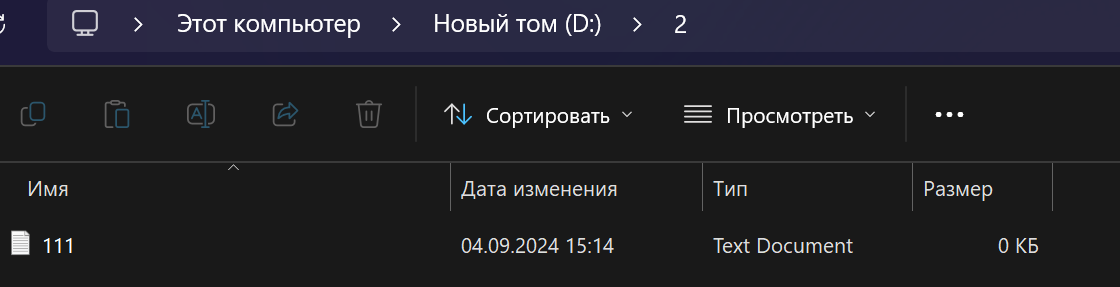 Этот компьютер > Новый том (D:) > 2
Сортировать Просмотреть
Имя Дата изменения Тип Размер
111 04.09.2024 15:14 Text Document 0 КБ